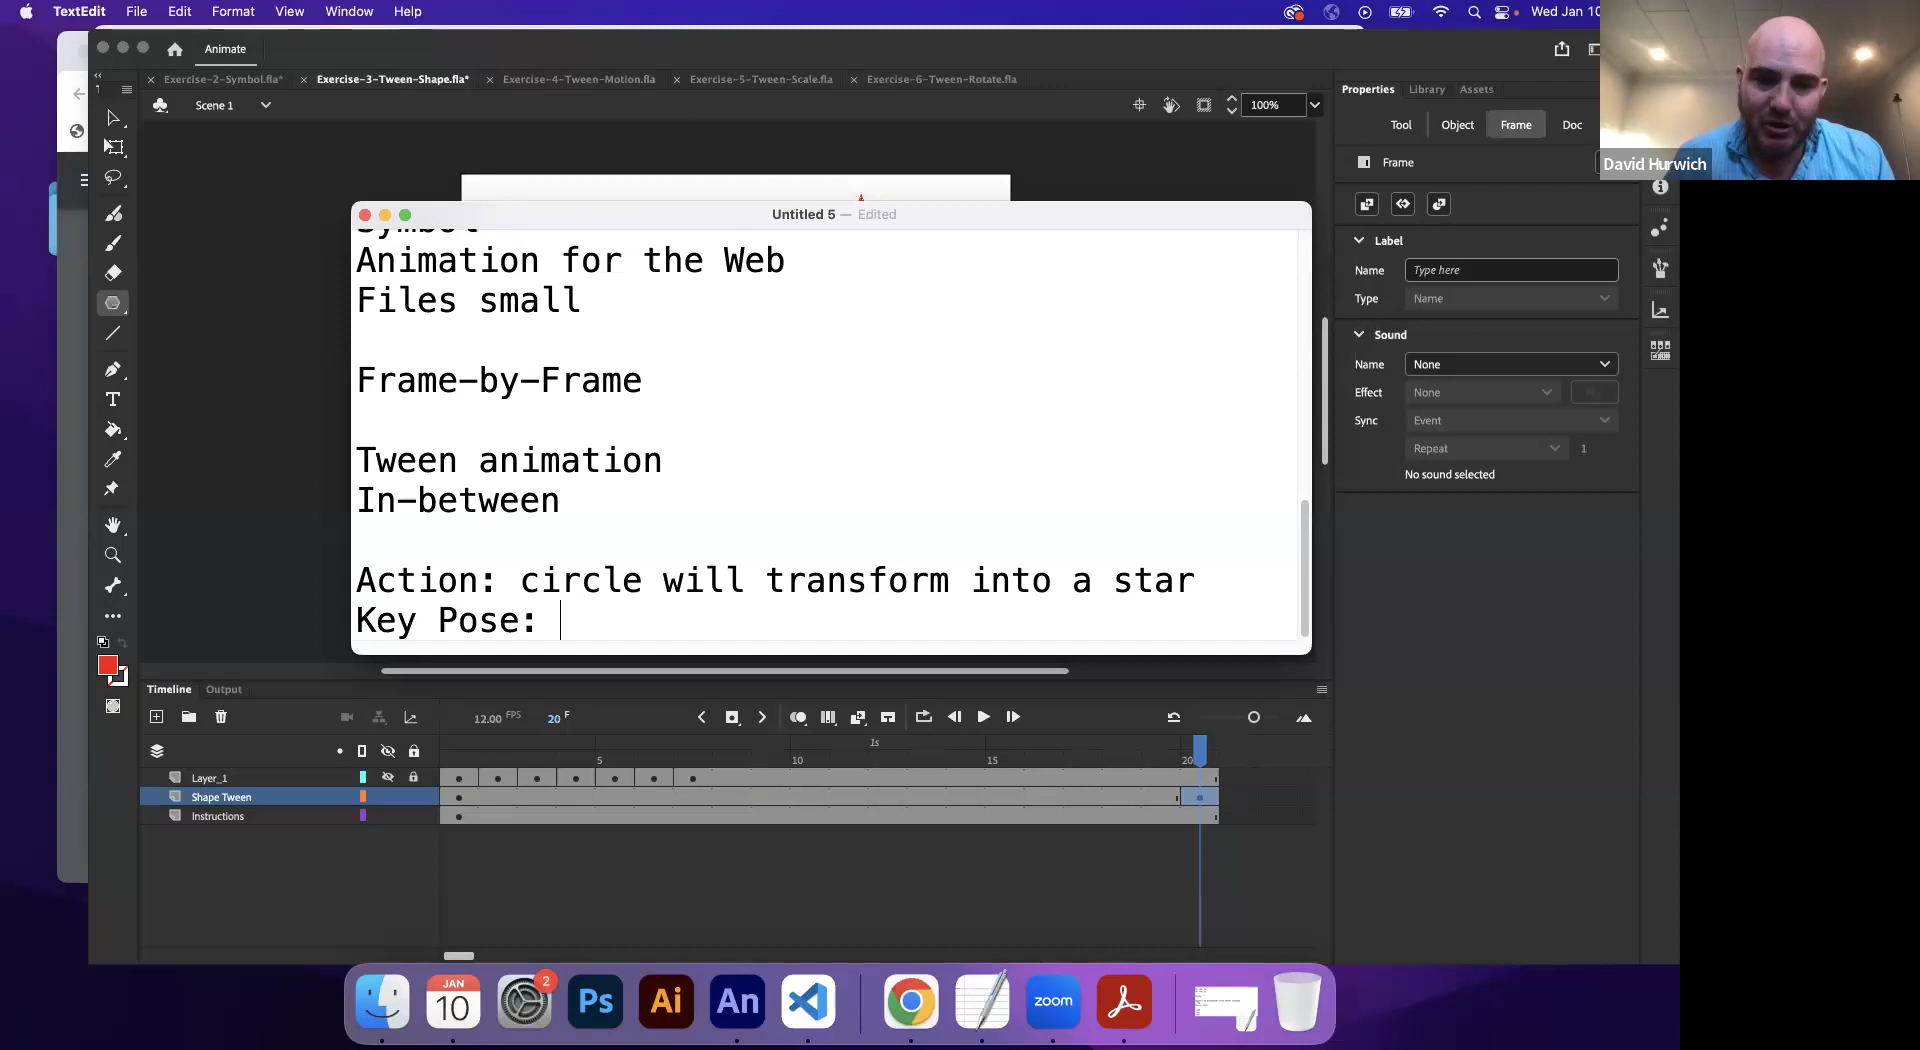 TextEdit File Edit Format View Window Help Wed Jan 10
Animate
Exercise-2-Symbol.fla* Exercise-3-Tween-Shape.fla* Exercise-4-Tween-Motion.fla Exercise-5-Tween-Scale.fla Exercise-6-Tween-Rotate.fla
Scene 1 100%
Properties Library Assets
Tool Object Frame Doc
Frame
David Hurwich
Label
Name Type here
Type Name
Sound
Name None
Effect None
Sync Event
Repeat 1
No sound selected
Untitled 5 — Edited
Symbol
Animation for the Web
Files small
Frame-by-Frame
Tween animation
In-between
Action: circle will transform into a star
Key Pose:
Timeline Output
12.00 FPS 20 F
1s
5 10 15 20
Layer_1
Shape Tween
Instructions
JAN
10
2
Ps
Ai
An
zoom